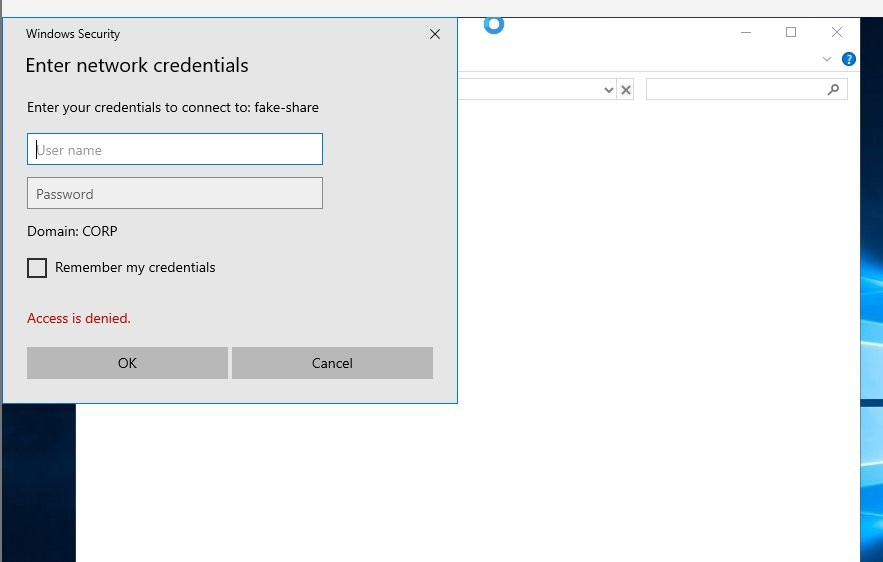 Windows Security
Enter network credentials
Enter your credentials to connect to: fake-share
User name
Password
Domain: CORP
Remember my credentials
Access is denied.
OK
Cancel
?